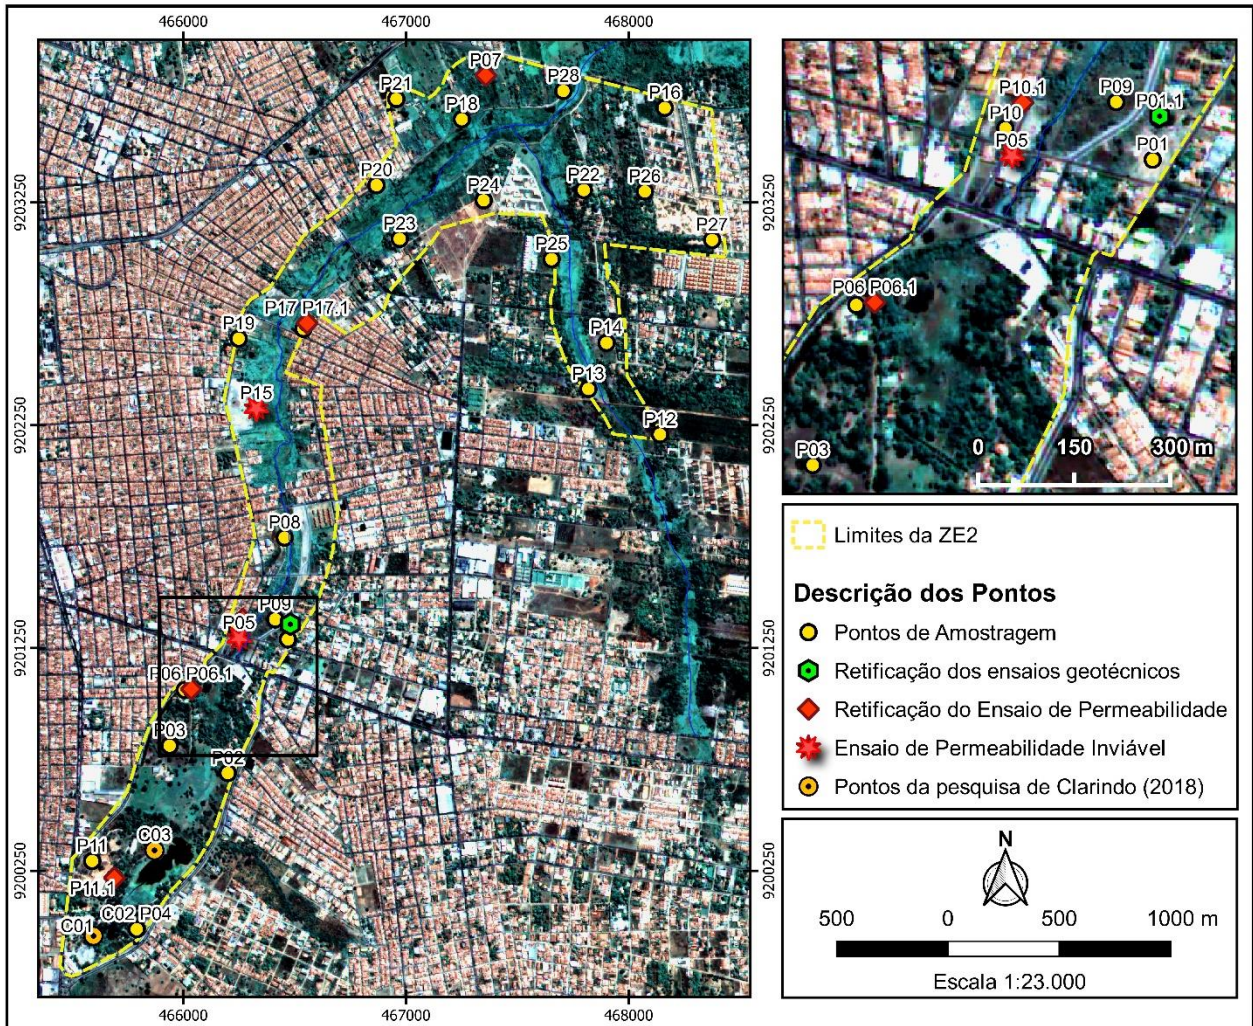 466000
467000
468000
9203250
9202250
9201250
9200250
P07
P28
P21
P18
P16
P20
P24
P22
P26
P23
P27
P25
P17
P17.1
P19
P14
P15
P13
P12
P08
P09
P05
P06
P06.1
P03
P02
P11
C03
P11.1
C02
P04
C01
466000
467000
468000
9203250
9202250
9201250
9200250
P10.1
P09
P01.1
P10
P05
P01
P06
P06.1
P03
0
150
300 m
Limites da ZE2
Descrição dos Pontos
Pontos de Amostragem
Retificação dos ensaios geotécnicos
Retificação do Ensaio de Permeabilidade
Ensaio de Permeabilidade Inviável
Pontos da pesquisa de Clarindo (2018)
N
500
0
500
1000 m
Escala 1:23.000